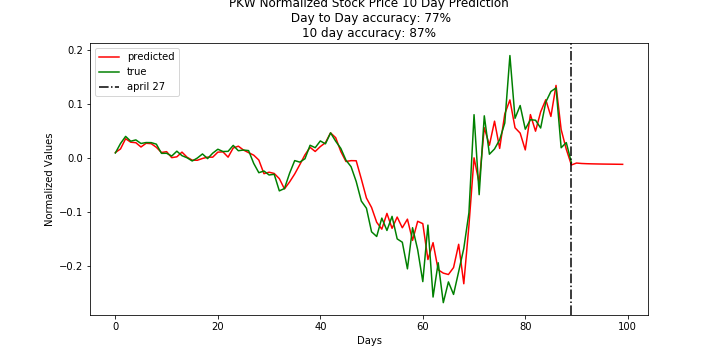 PKW Normalized Stock Price 10 Day Prediction
Day to Day accuracy: 77%
10 day accuracy: 87%
predicted
true
april 27
Normalized Values
0.2
0.1
0.0
−0.1
−0.2
0
20
40
60
80
100
Days